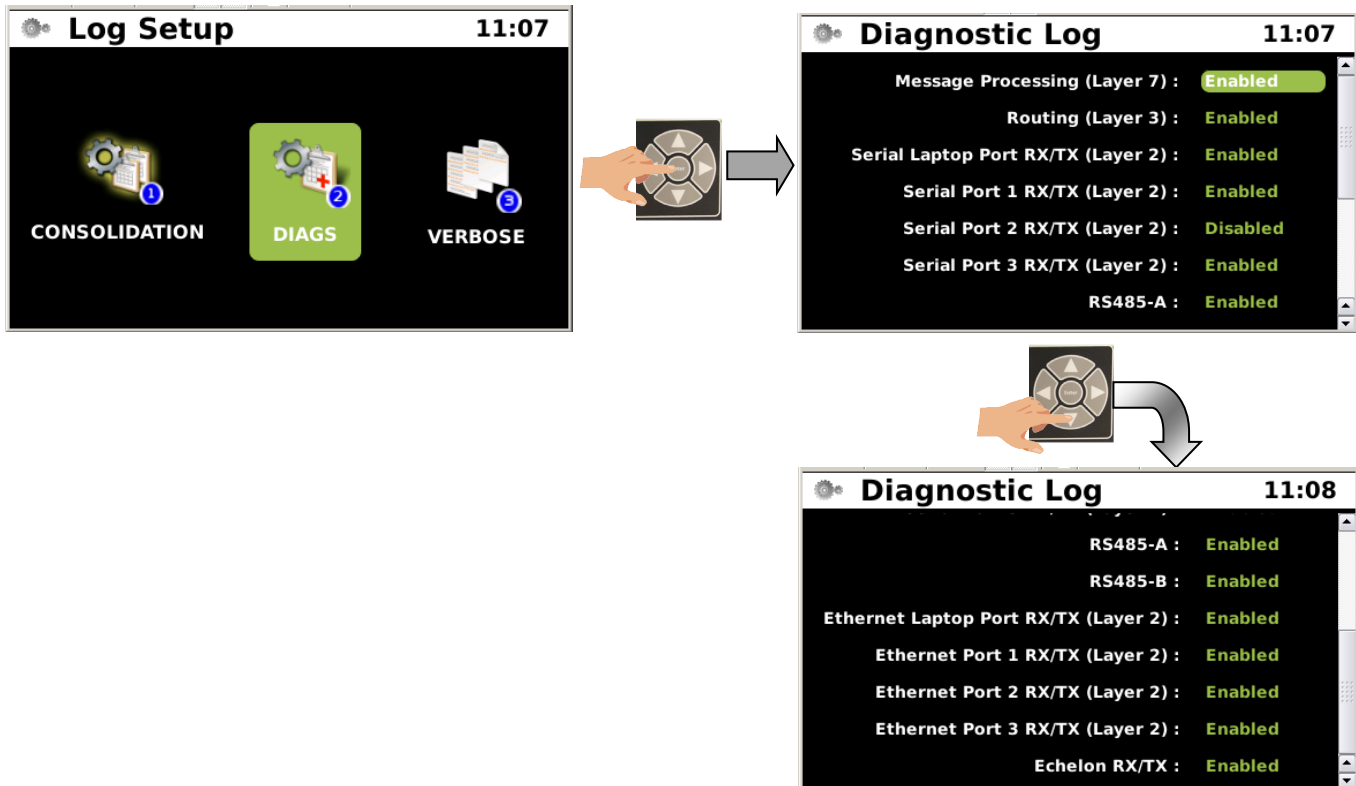 Log Setup 11:07
1 2 3
CONSOLIDATION DIAGS VERBOSE
Diagnostic Log 11:07
Message Processing (Layer 7) : Enabled
Routing (Layer 3) : Enabled
Serial Laptop Port RX/TX (Layer 2) : Enabled
Serial Port 1 RX/TX (Layer 2) : Enabled
Serial Port 2 RX/TX (Layer 2) : Disabled
Serial Port 3 RX/TX (Layer 2) : Enabled
RS485-A : Enabled
Diagnostic Log 11:08
RS485-A : Enabled
RS485-B : Enabled
Ethernet Laptop Port RX/TX (Layer 2) : Enabled
Ethernet Port 1 RX/TX (Layer 2) : Enabled
Ethernet Port 2 RX/TX (Layer 2) : Enabled
Ethernet Port 3 RX/TX (Layer 2) : Enabled
Echelon RX/TX : Enabled